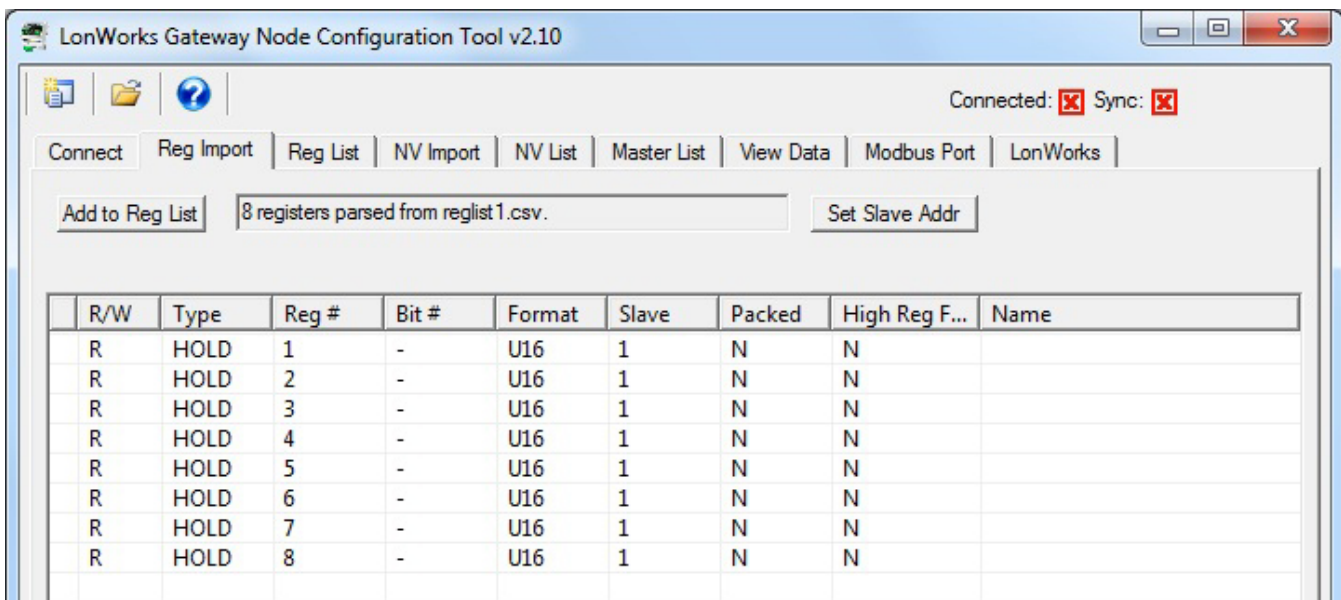 LonWorks Gateway Node Configuration Tool v2.10
Connected: Sync:
Connect Reg Import Reg List NV Import NV List Master List View Data Modbus Port LonWorks
Add to Reg List 8 registers parsed from reglist1.csv. Set Slave Addr
R/W Type Reg # Bit # Format Slave Packed High Reg F... Name
R HOLD 1 - U16 1 N N
R HOLD 2 - U16 1 N N
R HOLD 3 - U16 1 N N
R HOLD 4 - U16 1 N N
R HOLD 5 - U16 1 N N
R HOLD 6 - U16 1 N N
R HOLD 7 - U16 1 N N
R HOLD 8 - U16 1 N N